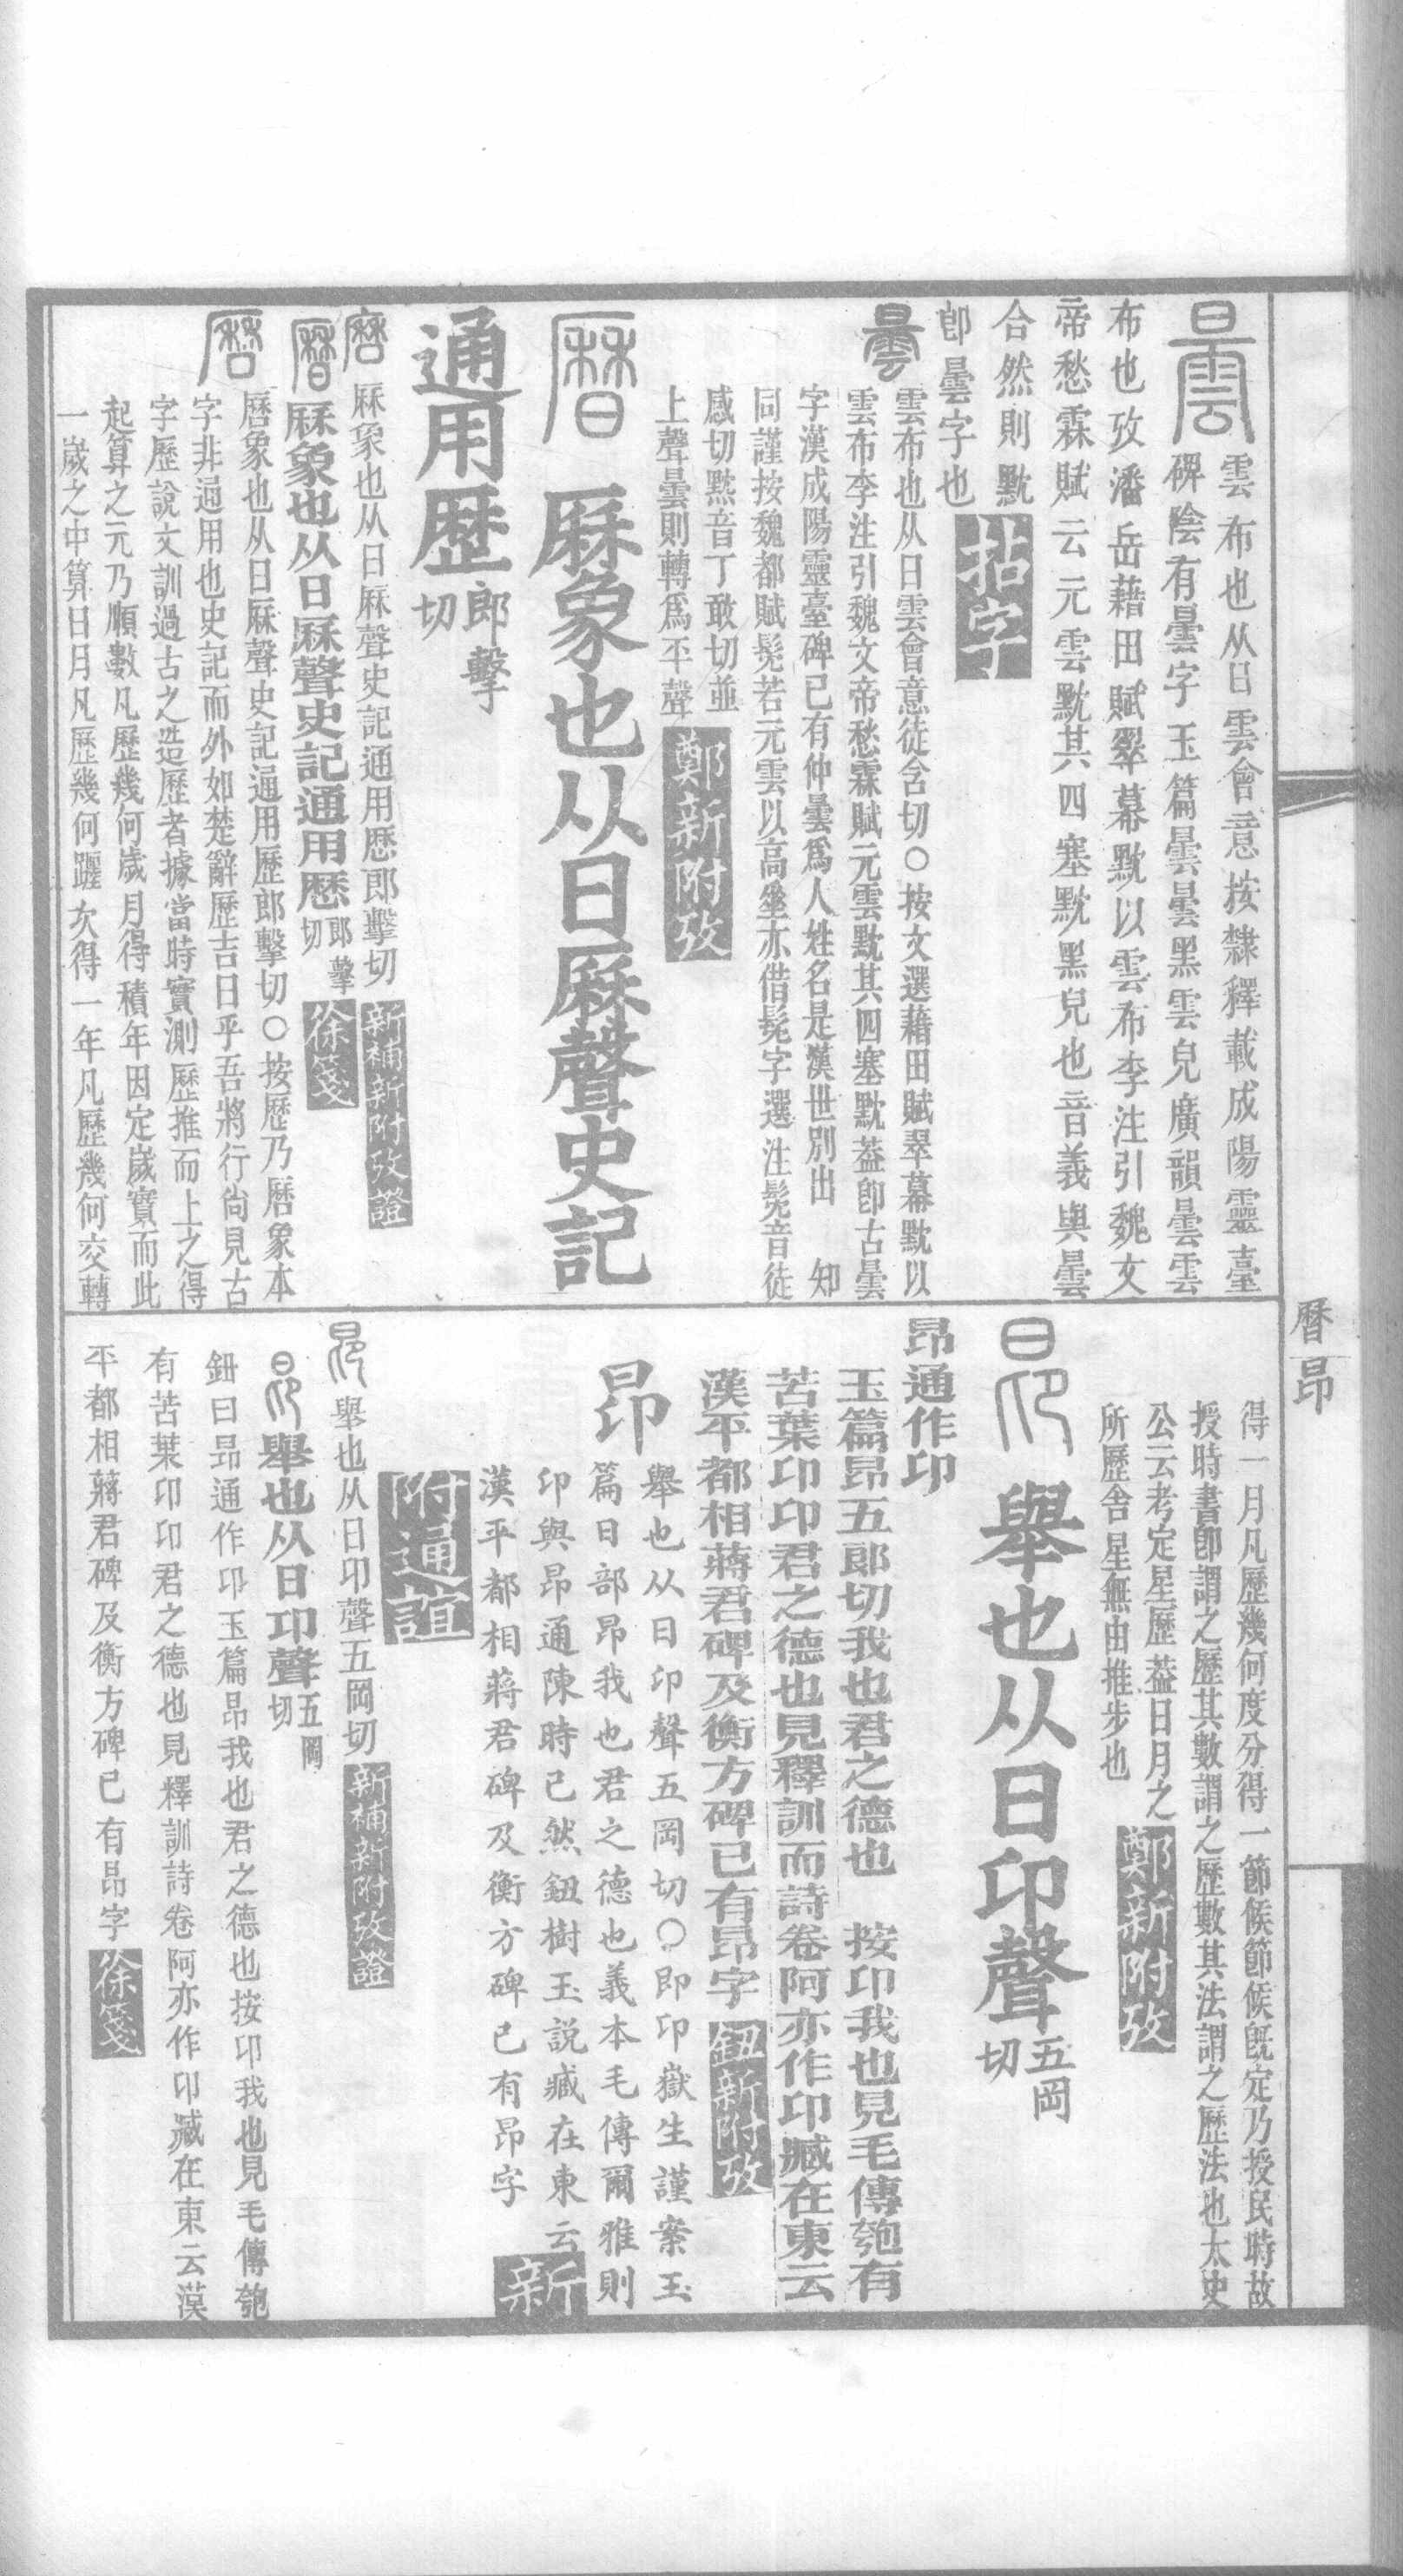 曇
雲布也从日雲會意按隸釋載成陽靈臺
碑陰有曇字玉篇曇曇黑雲皃廣韻曇雲
布也攷潘岳藉田賦翠幕黕以雲布李注引魏文
帝愁霖賦云元雲黕其四塞黕黑皃也音義與曇
合然則黕
卽曇字也
拈字
曇
雲布也从日雲會意徒含切○按文選藉田賦翠幕黕以
雲布李注引魏文帝愁霖賦元雲黕其四塞黕葢卽古曇
字漢成陽靈臺碑已有仲曇爲人姓名是漢世別出 知
同謹按魏都賦髧若元雲以高垒亦借髧字選注髧音徒
感切黕音丁敢切並
上聲曇則轉爲平聲
鄭新附攷
曆
厤象也从日厤聲史記
通用歷
郎擊
切
曆
厤象也从日厤聲史記通用歷郎擊切
新補新附攷證
曆
厤象也从日厤聲史記通用歷
郎擊
切
徐箋
曆
曆象也从日厤聲史記通用歷郎擊切○按歷乃曆象本
字非通用也史記而外如楚辭歷吉日乎吾將行尙見古
字歷說文訓過古之造歷者據當時實測歷推而上之得
起算之元乃順數凡歷幾何歲月得積年因定歲實而此
一歲之中算日月凡歷幾何躔次得一年凡歷幾何交轉
曆 昂
得一月凡歷幾何度分得一節候節候旣定乃授民時故
授時書卽謂之歷其數謂之歷數其法謂之歷法也太史
公云考定星歷葢日月之
所歷舍星無由推步也
鄭新附攷
昂
舉也从日卬聲
五岡
切
昂通作卬
玉篇昂五郎切我也君之德也 按卬我也見毛傳匏有
苦葉卬卬君之德也見釋訓而詩卷阿亦作卬臧在東云
漢平都相蔣君碑及衡方碑已有昂字
鈕新附攷
昂
舉也从日卬聲五岡切○卽卬嶽生謹案玉
篇日部昂我也君之德也義本毛傳爾雅則
卬與昂通陳時已然鈕樹玉說臧在東云
漢平都相蔣君碑及衡方碑已有昂字
新
附通誼
昂
舉也从日卬聲五岡切
新補新附攷證
昂
舉也从日卬聲
五岡
切
鈕曰昂通作卬玉篇昂我也君之德也按卬我也見毛傳匏
有苦葉卬卬君之德也見釋訓詩卷阿亦作卬臧在東云漢
平都相蔣君碑及衡方碑已有昂字
徐箋